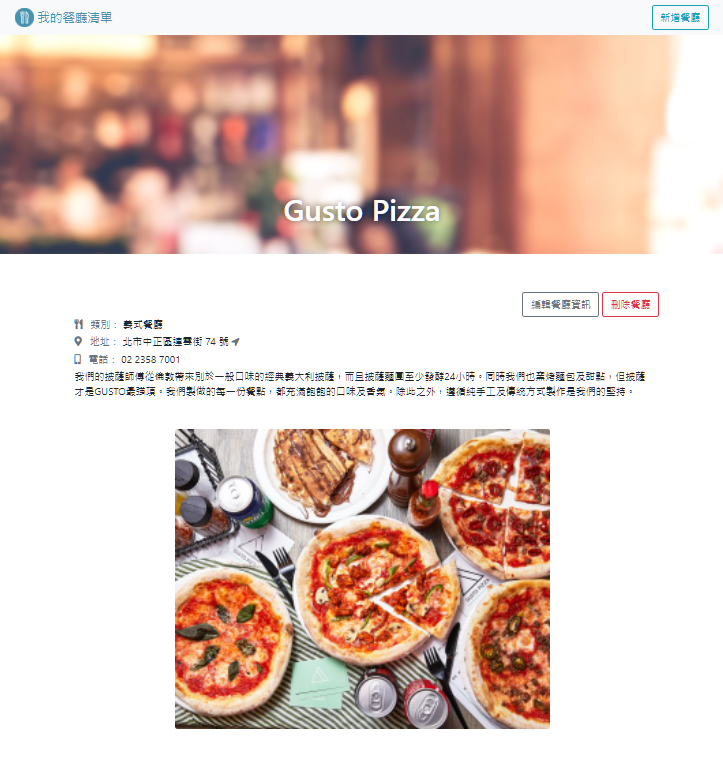 我的餐廳清單
新增餐廳
Gusto Pizza
編輯餐廳資訊
刪除餐廳
類別： 義式餐廳
地址： 北市中正區連雲街 74 號
電話： 02 2358 7001
我們的披薩師傅從倫敦帶來別於一般口味的經典義大利披薩，而且披薩麵團至少發酵24小時。同時我們也窯烤麵包及甜點，但披薩
才是GUSTO最強項。我們製做的每一份餐點，都充滿飽飽的口味及香氣。除此之外，遵循純手工及傳統方式製作是我們的堅持。